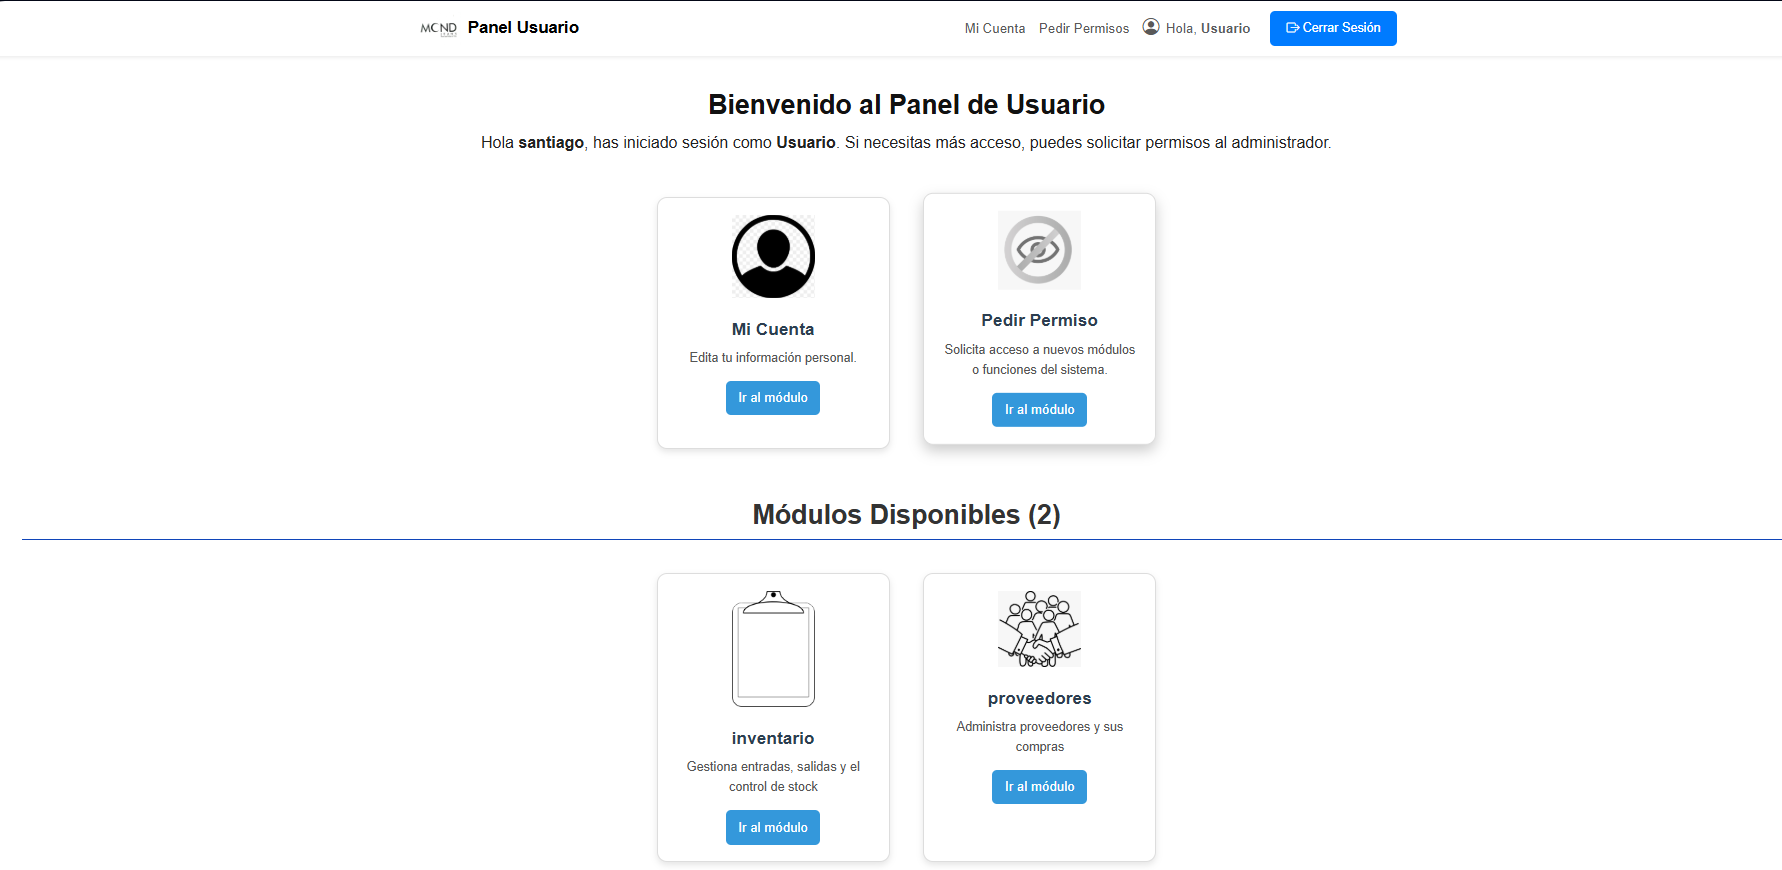 MCND Panel Usuario
Mi Cuenta Pedir Permisos Hola, Usuario Cerrar Sesión
Bienvenido al Panel de Usuario
Hola santiago, has iniciado sesión como Usuario. Si necesitas más acceso, puedes solicitar permisos al administrador.
Mi Cuenta
Edita tu información personal.
Ir al módulo
Pedir Permiso
Solicita acceso a nuevos módulos
o funciones del sistema.
Ir al módulo
Módulos Disponibles (2)
inventario
Gestiona entradas, salidas y el
control de stock
Ir al módulo
proveedores
Administra proveedores y sus
compras
Ir al módulo